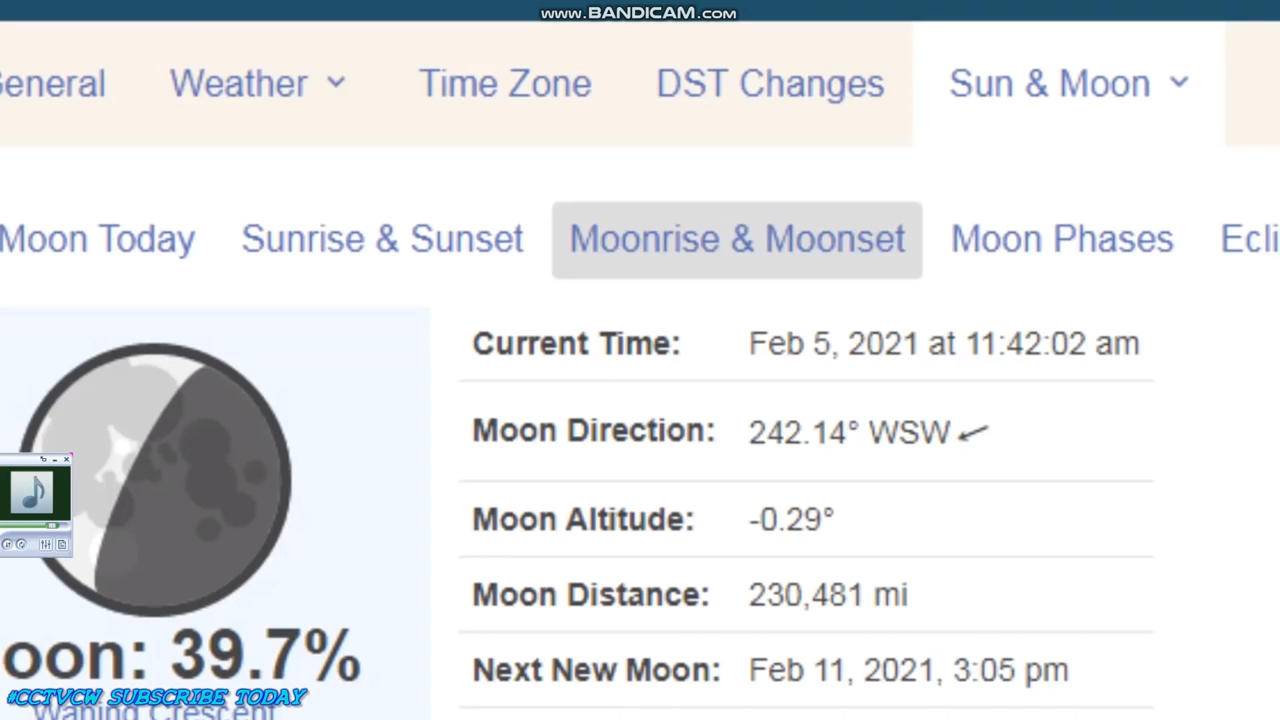 www.BANDICAM.com
General Weather Time Zone DST Changes Sun & Moon
Moon Today Sunrise & Sunset Moonrise & Moonset Moon Phases Ecli
Current Time: Feb 5, 2021 at 11:42:02 am
Moon Direction: 242.14° WSW
Moon Altitude: -0.29°
Moon Distance: 230,481 mi
Next New Moon: Feb 11, 2021, 3:05 pm
oon: 39.7%
#CCTVCW SUBSCRIBE TODAY
Waning Crescent